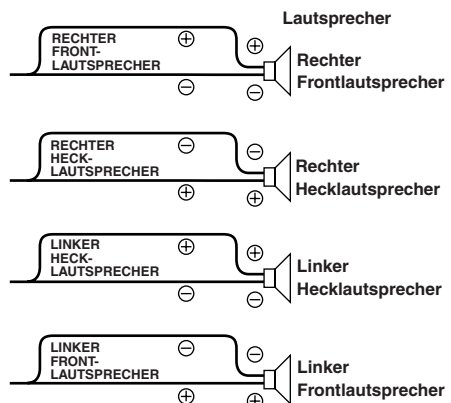 Lautsprecher
RECHTER
FRONT-
LAUTSPRECHER
⊕
⊖
⊕
⊖
Rechter
Frontlautsprecher
RECHTER
HECK-
LAUTSPRECHER
⊖
⊕
⊖
⊕
Rechter
Hecklautsprecher
LINKER
HECK-
LAUTSPRECHER
⊕
⊖
⊕
⊖
Linker
Hecklautsprecher
LINKER
FRONT-
LAUTSPRECHER
⊖
⊕
⊖
⊕
Linker
Frontlautsprecher